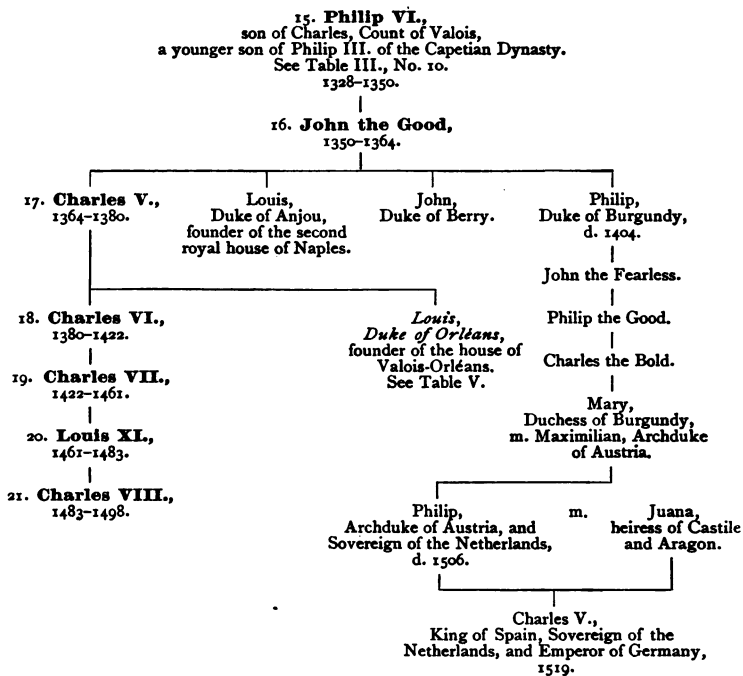 15. Philip VI.,
son of Charles, Count of Valois,
a younger son of Philip III. of the Capetian Dynasty.
See Table III., No. 10.
1328–1350.
16. John the Good,
1350–1364.
17. Charles V.,
1364–1380.
Louis,
Duke of Anjou,
founder of the second
royal house of Naples.
John,
Duke of Berry.
Philip,
Duke of Burgundy,
d. 1404.
John the Fearless.
18. Charles VI.,
1380–1422.
Louis,
Duke of Orléans,
founder of the house of
Valois-Orléans.
See Table V.
Philip the Good.
Charles the Bold.
19. Charles VII.,
1422–1461.
Mary,
Duchess of Burgundy,
m. Maximilian, Archduke
of Austria.
20. Louis XI.,
1461–1483.
21. Charles VIII.,
1483–1498.
Philip,
Archduke of Austria, and
Sovereign of the Netherlands,
d. 1506.
m.
Juana,
heiress of Castile
and Aragon.
Charles V.,
King of Spain, Sovereign of the
Netherlands, and Emperor of Germany,
1519.